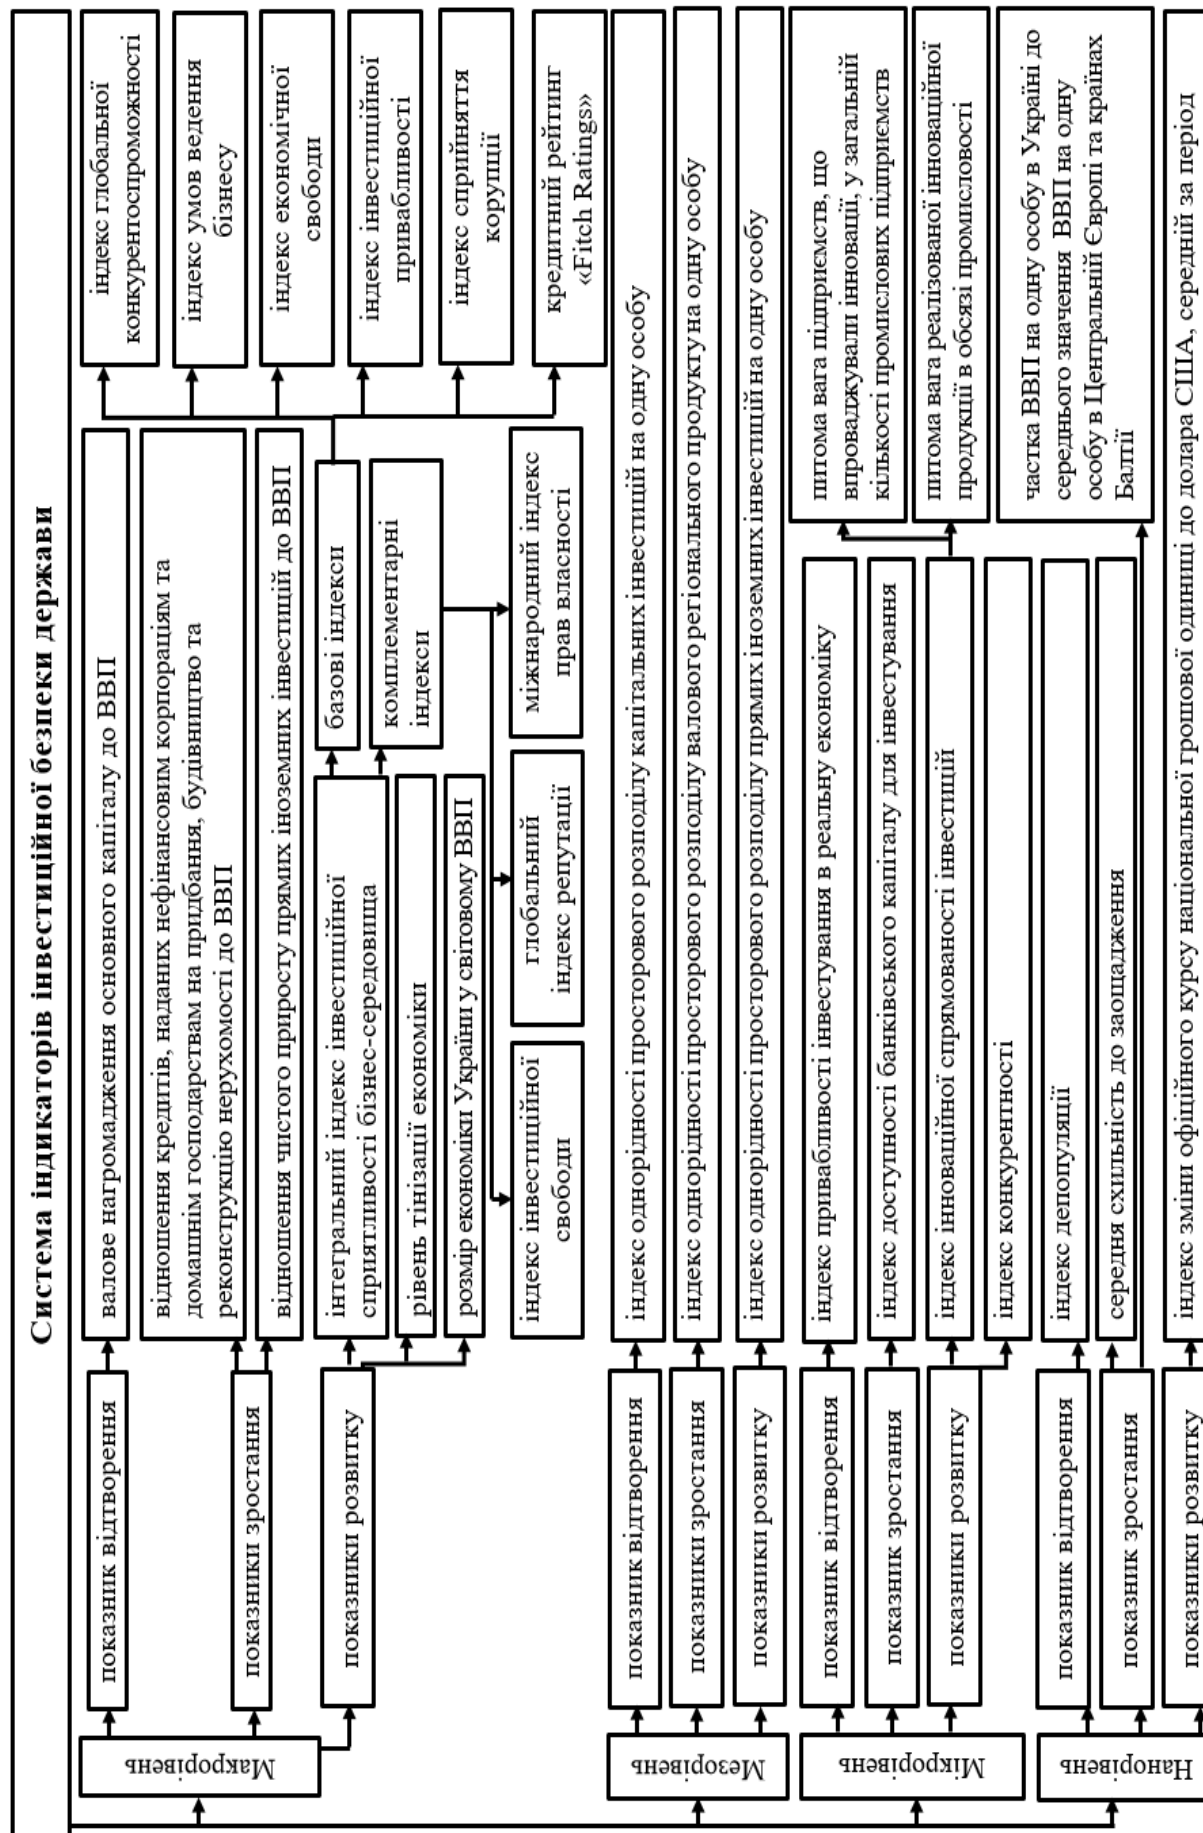 Система індикаторів інвестиційної безпеки держави
Макрорівень
показник відтворення
валове нагромадження основного капіталу до ВВП
показники зростання
відношення кредитів, наданих нефінансовим корпораціям та
домашнім господарствам на придбання, будівництво та
реконструкцію нерухомості до ВВП
відношення чистого приросту прямих іноземних інвестицій до ВВП
показники розвитку
інтегральний індекс інвестиційної
сприятливості бізнес-середовища
рівень тінізації економіки
розмір економіки України у світовому ВВП
базові індекси
комплементарні
індекси
індекс глобальної
конкурентоспроможності
індекс умов ведення
бізнесу
індекс економічної
свободи
індекс інвестиційної
привабливості
індекс сприйняття
корупції
кредитний рейтинг
«Fitch Ratings»
індекс інвестиційної
свободи
глобальний
індекс репутації
міжнародний індекс
прав власності
Мезорівень
показник відтворення
індекс однорідності просторового розподілу капітальних інвестицій на одну особу
показники зростання
індекс однорідності просторового розподілу валового регіонального продукту на одну особу
показники розвитку
індекс однорідності просторового розподілу прямих іноземних інвестицій на одну особу
Мікрорівень
показник відтворення
індекс привабливості інвестування в реальну економіку
показник зростання
індекс доступності банківського капіталу для інвестування
показники розвитку
індекс інноваційної спрямованості інвестицій
індекс конкурентності
питома вага підприємств, що
впроваджували інновації, у загальній
кількості промислових підприємств
питома вага реалізованої інноваційної
продукції в обсязі промисловості
Нанорівень
показник відтворення
індекс депопуляції
показник зростання
середня схильність до заощадження
частка ВВП на одну особу в Україні до
середнього значення ВВП на одну
особу в Центральній Європі та країнах
Балтії
показники розвитку
індекс зміни офіційного курсу національної грошової одиниці до долара США, середній за період